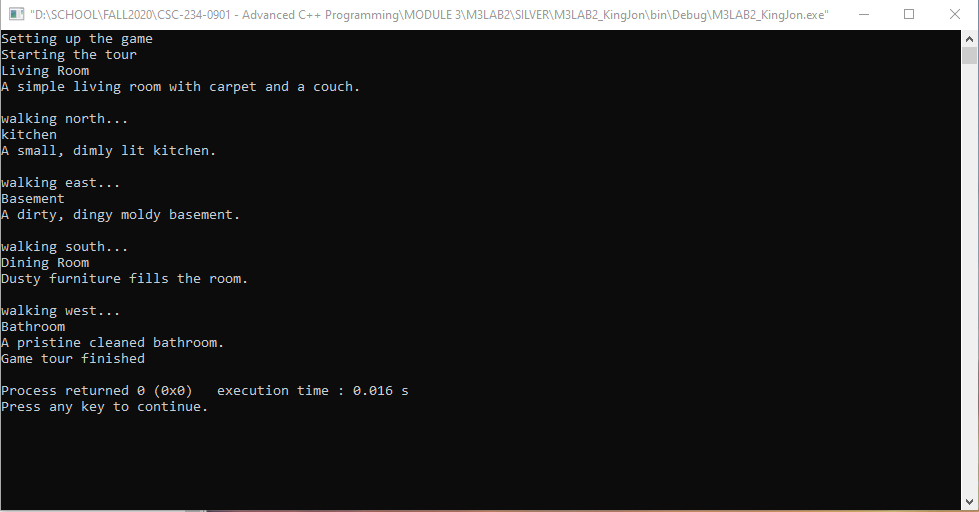 "D:\SCHOOL\FALL2020\CSC-234-0901 - Advanced C++ Programming\MODULE 3\M3LAB2\SILVER\M3LAB2_KingJon\bin\Debug\M3LAB2_KingJon.exe"
Setting up the game
Starting the tour
Living Room
A simple living room with carpet and a couch.

walking north...
kitchen
A small, dimly lit kitchen.

walking east...
Basement
A dirty, dingy moldy basement.

walking south...
Dining Room
Dusty furniture fills the room.

walking west...
Bathroom
A pristine cleaned bathroom.
Game tour finished

Process returned 0 (0x0)   execution time : 0.016 s
Press any key to continue.